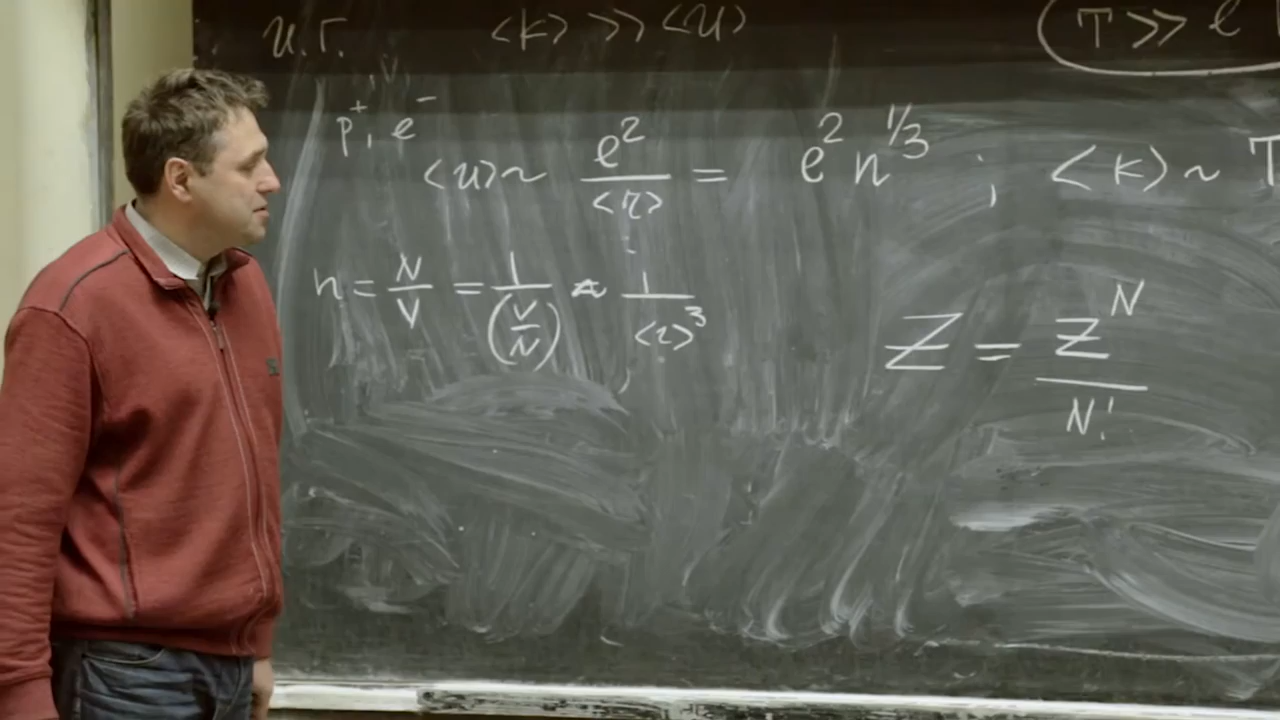 и.г. <k> >> <u> T >> e
p⁺, e⁻
<u> ~ e²/<r> = e² n^{1/3} ; <k> ~ T
n = N/V = 1/(V/N) ≈ 1/<r>³
Z = z^N/N!